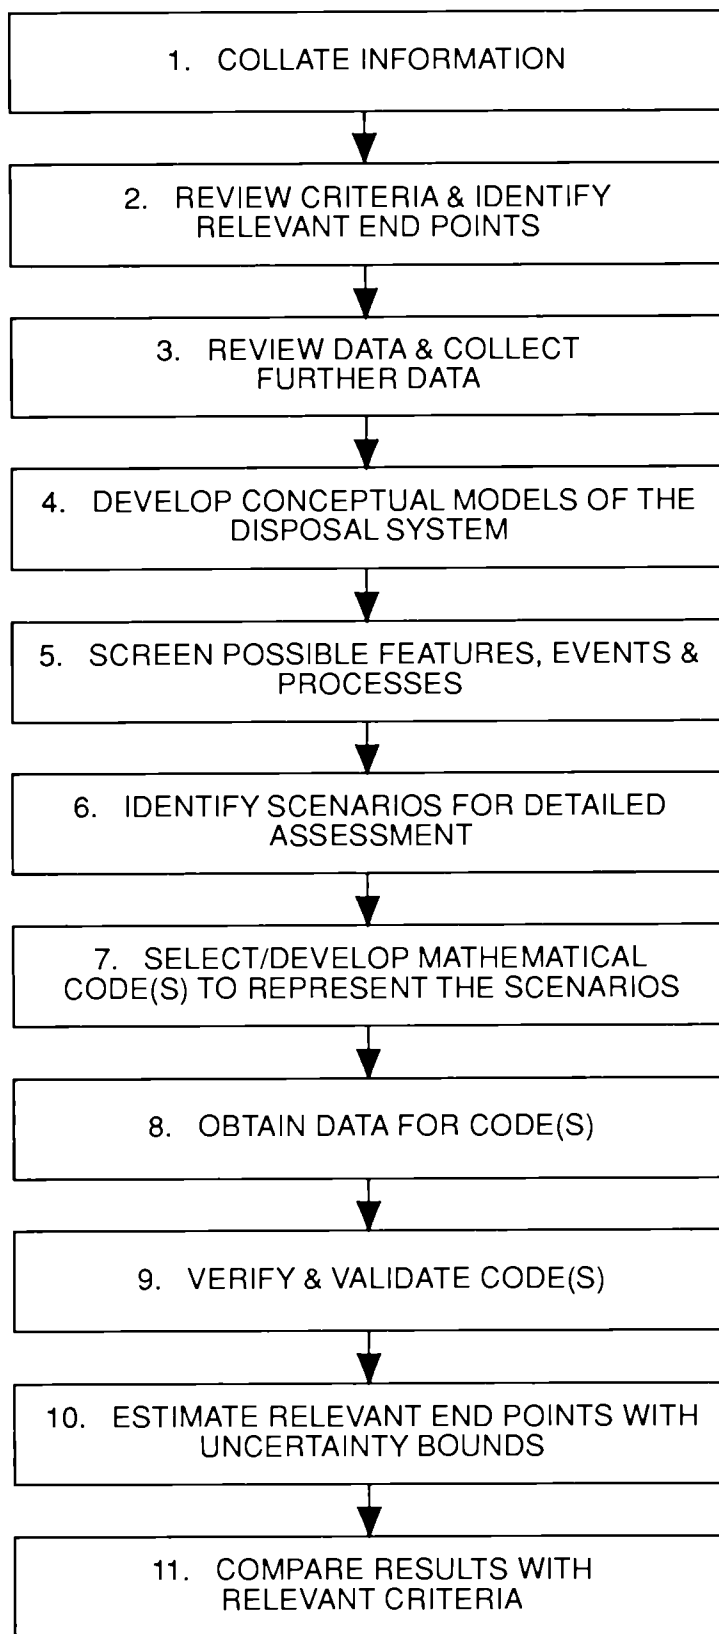 1. COLLATE INFORMATION
2. REVIEW CRITERIA & IDENTIFY
RELEVANT END POINTS
3. REVIEW DATA & COLLECT
FURTHER DATA
4. DEVELOP CONCEPTUAL MODELS OF THE
DISPOSAL SYSTEM
5. SCREEN POSSIBLE FEATURES, EVENTS &
PROCESSES
6. IDENTIFY SCENARIOS FOR DETAILED
ASSESSMENT
7. SELECT/DEVELOP MATHEMATICAL
CODE(S) TO REPRESENT THE SCENARIOS
8. OBTAIN DATA FOR CODE(S)
9. VERIFY & VALIDATE CODE(S)
10. ESTIMATE RELEVANT END POINTS WITH
UNCERTAINTY BOUNDS
11. COMPARE RESULTS WITH
RELEVANT CRITERIA